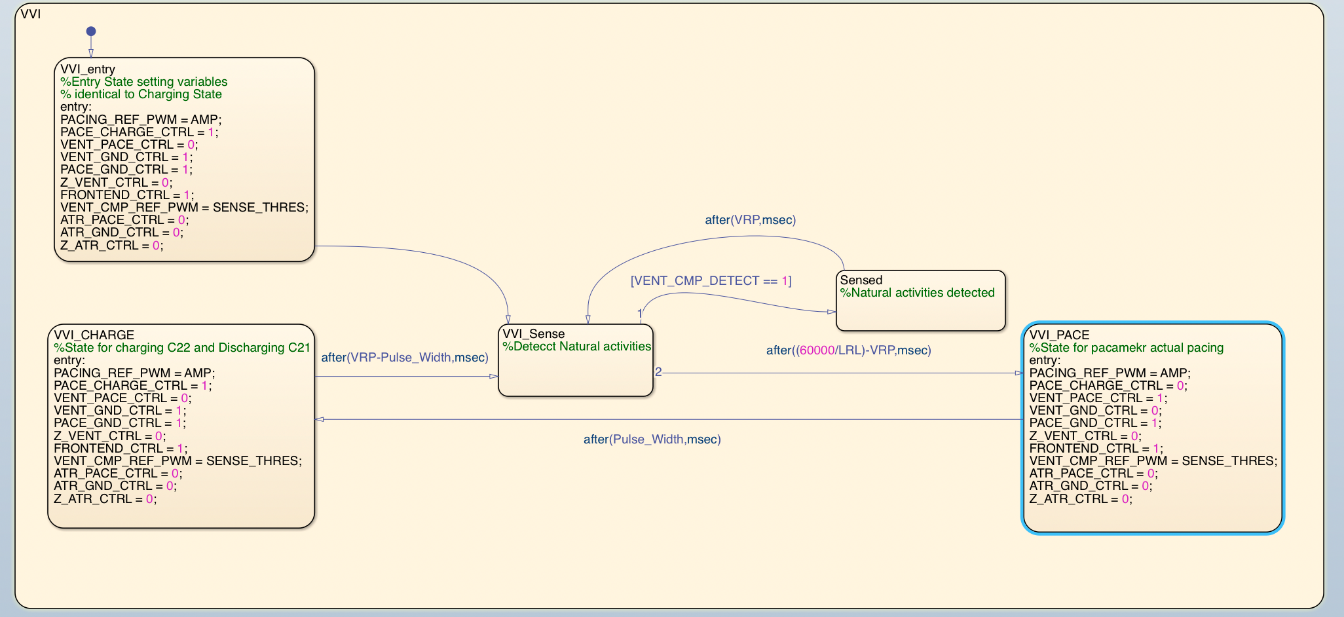 VVI
VVI_entry
%Entry State setting variables
% identical to Charging State
entry:
PACING_REF_PWM = AMP;
PACE_CHARGE_CTRL = 1;
VENT_PACE_CTRL = 0;
VENT_GND_CTRL = 1;
PACE_GND_CTRL = 1;
Z_VENT_CTRL = 0;
FRONTEND_CTRL = 1;
VENT_CMP_REF_PWM = SENSE_THRES;
ATR_PACE_CTRL = 0;
ATR_GND_CTRL = 0;
Z_ATR_CTRL = 0;
after(VRP,msec)
[VENT_CMP_DETECT == 1]
1
Sensed
%Natural activities detected
VVI_CHARGE
%State for charging C22 and Discharging C21
entry:
PACING_REF_PWM = AMP;
PACE_CHARGE_CTRL = 1;
VENT_PACE_CTRL = 0;
VENT_GND_CTRL = 1;
PACE_GND_CTRL = 1;
Z_VENT_CTRL = 0;
FRONTEND_CTRL = 1;
VENT_CMP_REF_PWM = SENSE_THRES;
ATR_PACE_CTRL = 0;
ATR_GND_CTRL = 0;
Z_ATR_CTRL = 0;
after(VRP-Pulse_Width,msec)
VVI_Sense
%Detecct Natural activities
2
after((60000/LRL)-VRP,msec)
after(Pulse_Width,msec)
VVI_PACE
%State for pacamekr actual pacing
entry:
PACING_REF_PWM = AMP;
PACE_CHARGE_CTRL = 0;
VENT_PACE_CTRL = 1;
VENT_GND_CTRL = 0;
PACE_GND_CTRL = 1;
Z_VENT_CTRL = 0;
FRONTEND_CTRL = 1;
VENT_CMP_REF_PWM = SENSE_THRES;
ATR_PACE_CTRL = 0;
ATR_GND_CTRL = 0;
Z_ATR_CTRL = 0;